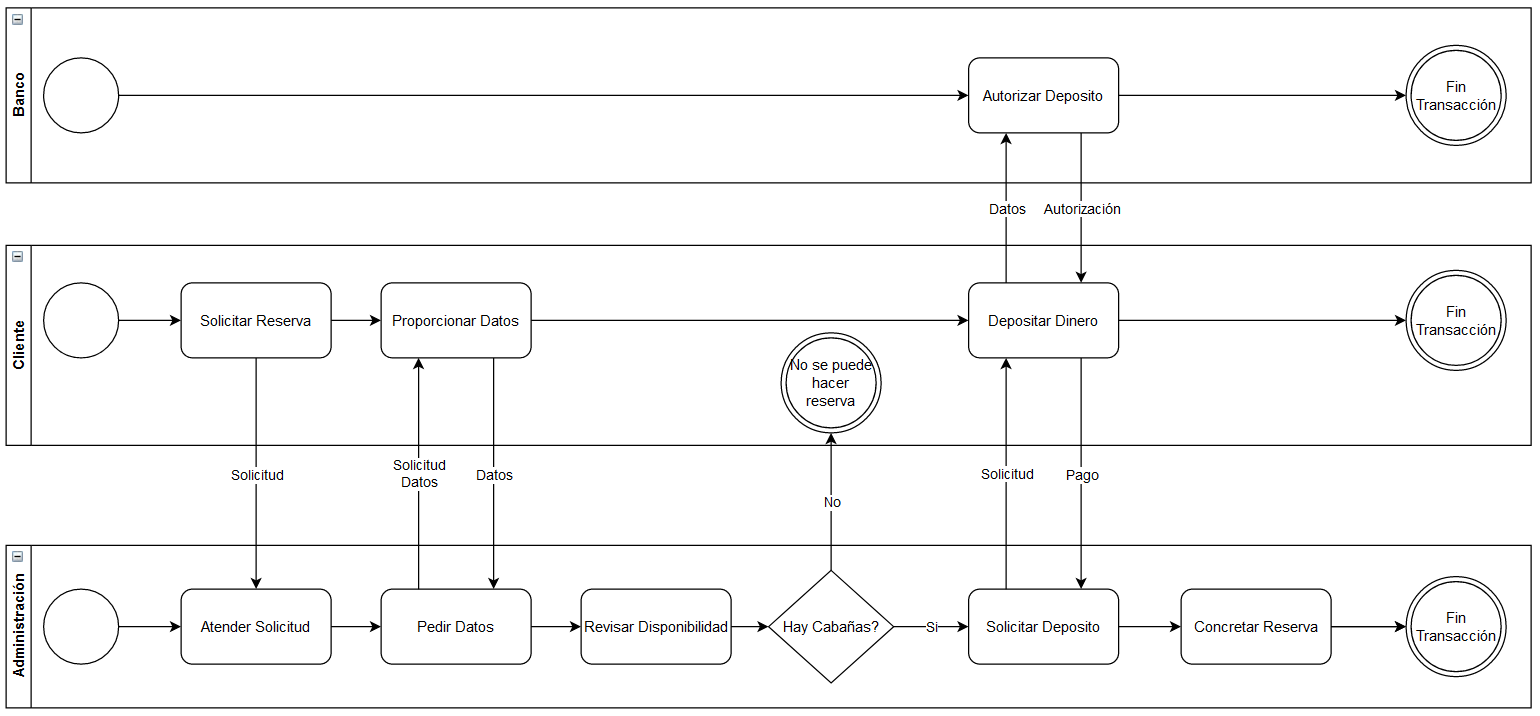 Banco
Autorizar Deposito
Fin
Transacción
Datos
Autorización
Cliente
Solicitar Reserva
Proporcionar Datos
Depositar Dinero
Fin
Transacción
No se puede
hacer
reserva
Solicitud
Solicitud
Datos
Datos
No
Solicitud
Pago
Administración
Atender Solicitud
Pedir Datos
Revisar Disponibilidad
Hay Cabañas?
Si
Solicitar Deposito
Concretar Reserva
Fin
Transacción